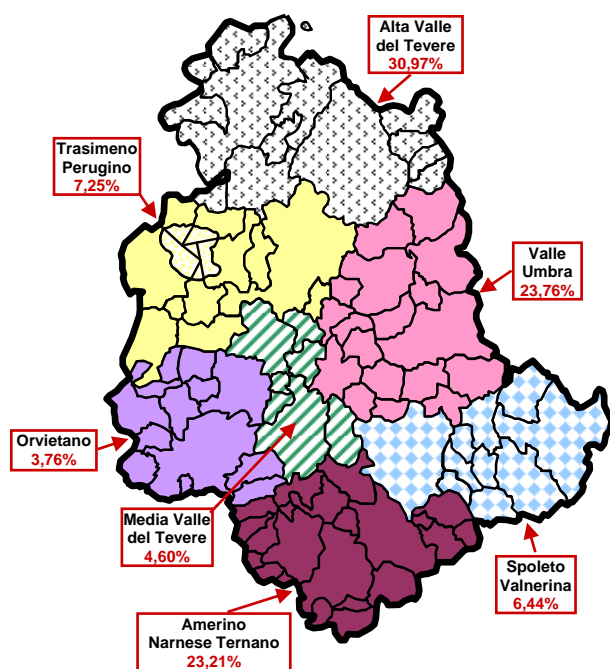 Alta Valle
del Tevere
30,97%
Trasimeno
Perugino
7,25%
Valle
Umbra
23,76%
Orvietano
3,76%
Media Valle
del Tevere
4,60%
Spoleto
Valnerina
6,44%
Amerino
Narnese Ternano
23,21%